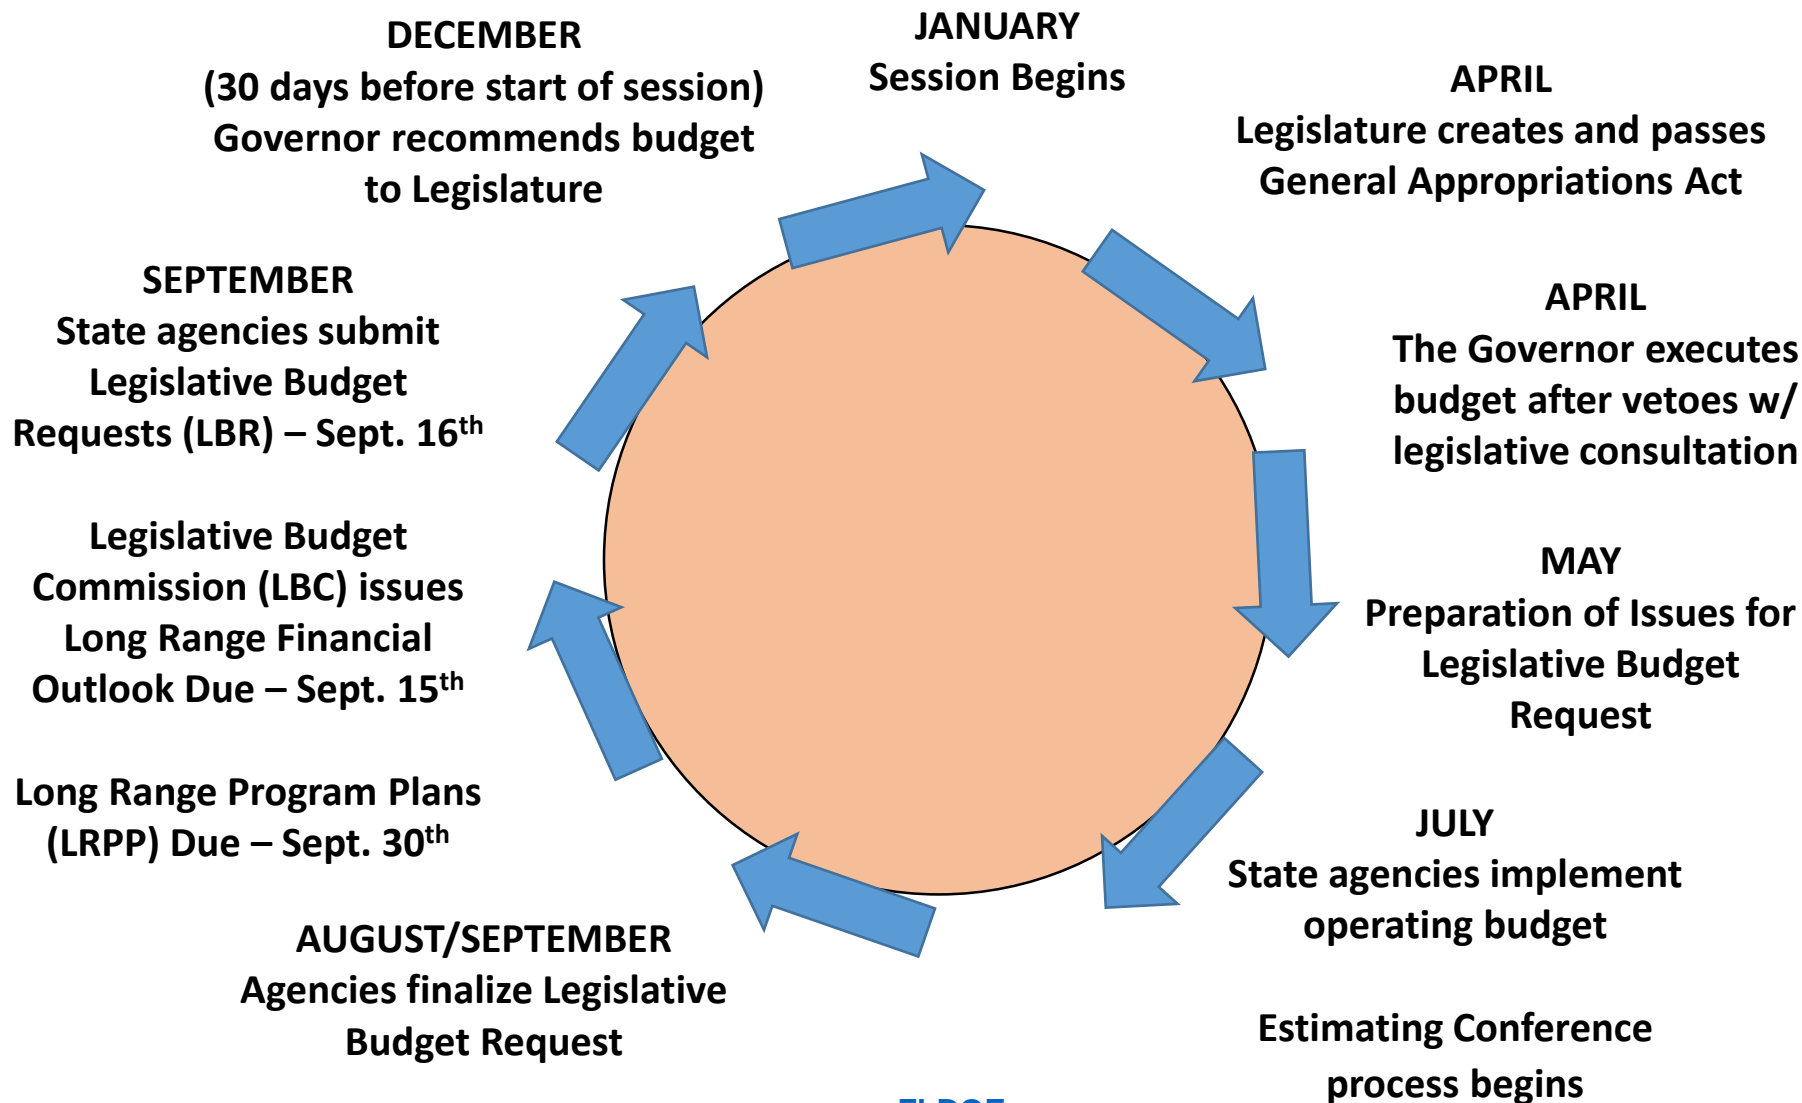 JANUARY
Session Begins
APRIL
Legislature creates and passes
General Appropriations Act
APRIL
The Governor executes
budget after vetoes w/
legislative consultation
MAY
Preparation of Issues for
Legislative Budget
Request
JULY
State agencies implement
operating budget
Estimating Conference
process begins
AUGUST/SEPTEMBER
Agencies finalize Legislative
Budget Request
Long Range Program Plans
(LRPP) Due – Sept. 30th
Legislative Budget
Commission (LBC) issues
Long Range Financial
Outlook Due – Sept. 15th
SEPTEMBER
State agencies submit
Legislative Budget
Requests (LBR) – Sept. 16th
DECEMBER
(30 days before start of session)
Governor recommends budget
to Legislature